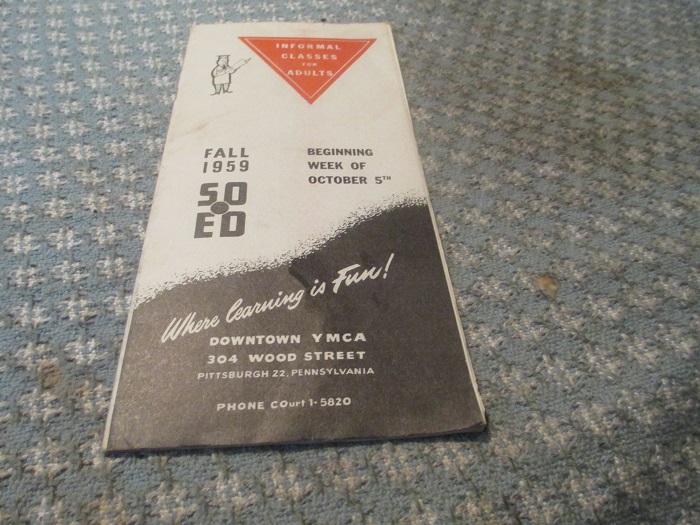 INFORMAL
CLASSES
FOR
ADULTS
FALL
1959
SO
ED
BEGINNING
WEEK OF
OCTOBER 5TH
Where learning is Fun!
DOWNTOWN YMCA
304 WOOD STREET
PITTSBURGH 22, PENNSYLVANIA
PHONE COurt 1-5820